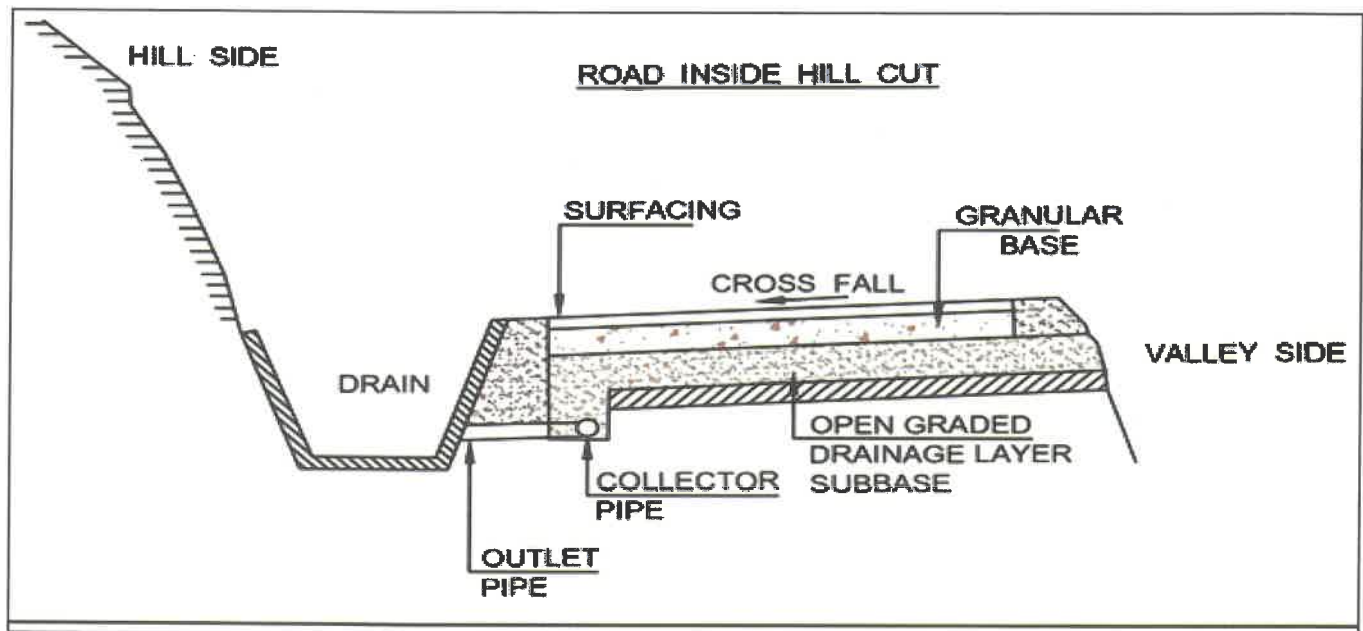 HILL SIDE
ROAD INSIDE HILL CUT
SURFACING
GRANULAR
BASE
CROSS FALL
VALLEY SIDE
DRAIN
OPEN GRADED
DRAINAGE LAYER
SUBBASE
COLLECTOR
PIPE
OUTLET
PIPE